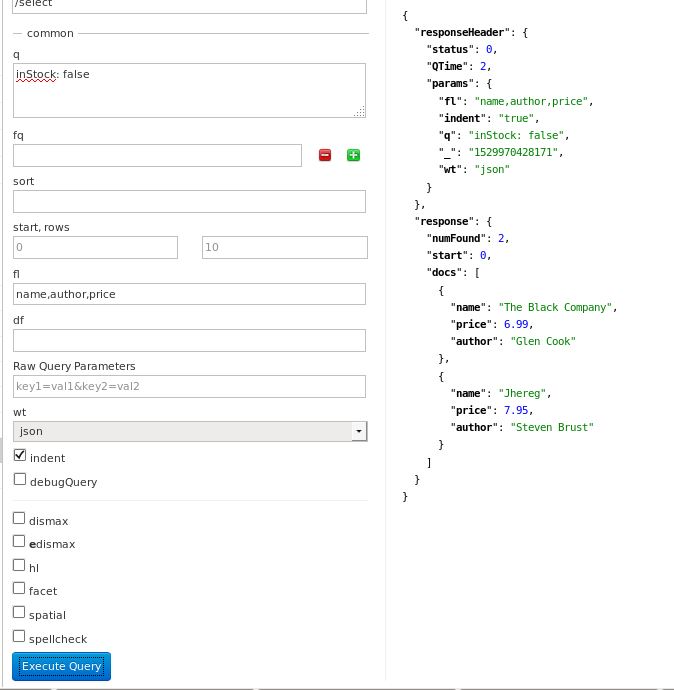 /select
common
q
inStock: false
fq
sort
start, rows
0 10
fl
name,author,price
df
Raw Query Parameters
key1=val1&key2=val2
wt
json
indent
debugQuery
dismax
edismax
hl
facet
spatial
spellcheck
Execute Query
{
"responseHeader": {
"status": 0,
"QTime": 2,
"params": {
"fl": "name,author,price",
"indent": "true",
"q": "inStock: false",
"_": "1529970428171",
"wt": "json"
}
},
"response": {
"numFound": 2,
"start": 0,
"docs": [
{
"name": "The Black Company",
"price": 6.99,
"author": "Glen Cook"
},
{
"name": "Jhereg",
"price": 7.95,
"author": "Steven Brust"
}
]
}
}